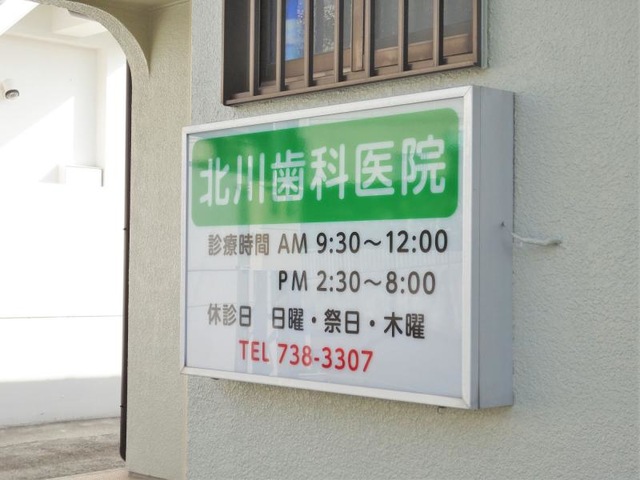 北川歯科医院
診療時間 AM 9:30～12:00
PM 2:30～8:00
休診日 日曜・祭日・木曜
TEL 738-3307